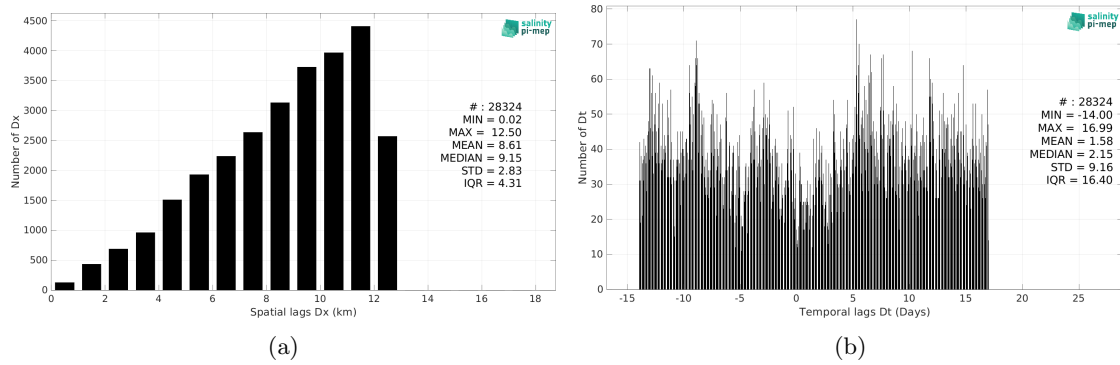 4500
4000
3500
3000
2500
2000
1500
1000
500
0
Number of Dx
salinity
pi-mep
# : 28324
MIN = 0.02
MAX = 12.50
MEAN = 8.61
MEDIAN = 9.15
STD = 2.83
IQR = 4.31
0 2 4 6 8 10 12 14 16 18
Spatial lags Dx (km)
(a)
80
70
60
50
40
30
20
10
0
Number of Dt
salinity
pi-mep
# : 28324
MIN = -14.00
MAX = 16.99
MEAN = 1.58
MEDIAN = 2.15
STD = 9.16
IQR = 16.40
-15 -10 -5 0 5 10 15 20 25
Temporal lags Dt (Days)
(b)